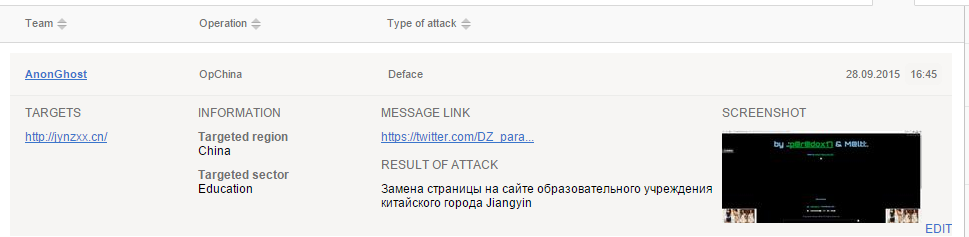 Team Operation Type of attack
AnonGhost OpChina Deface 28.09.2015 16:45
TARGETS INFORMATION MESSAGE LINK SCREENSHOT
http://jynzxx.cn/ Targeted region https://twitter.com/DZ_para...
China
RESULT OF ATTACK
Targeted sector
Education Замена страницы на сайте образовательного учреждения
китайского города Jiangyin
by .:p@r@dox17 & M@l
EDIT